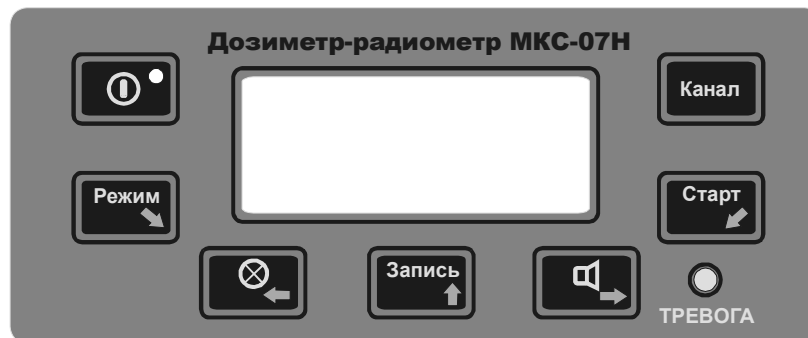 Дозиметр-радиометр МКС-07Н
Канал
Режим
Старт
Запись
ТРЕВОГА